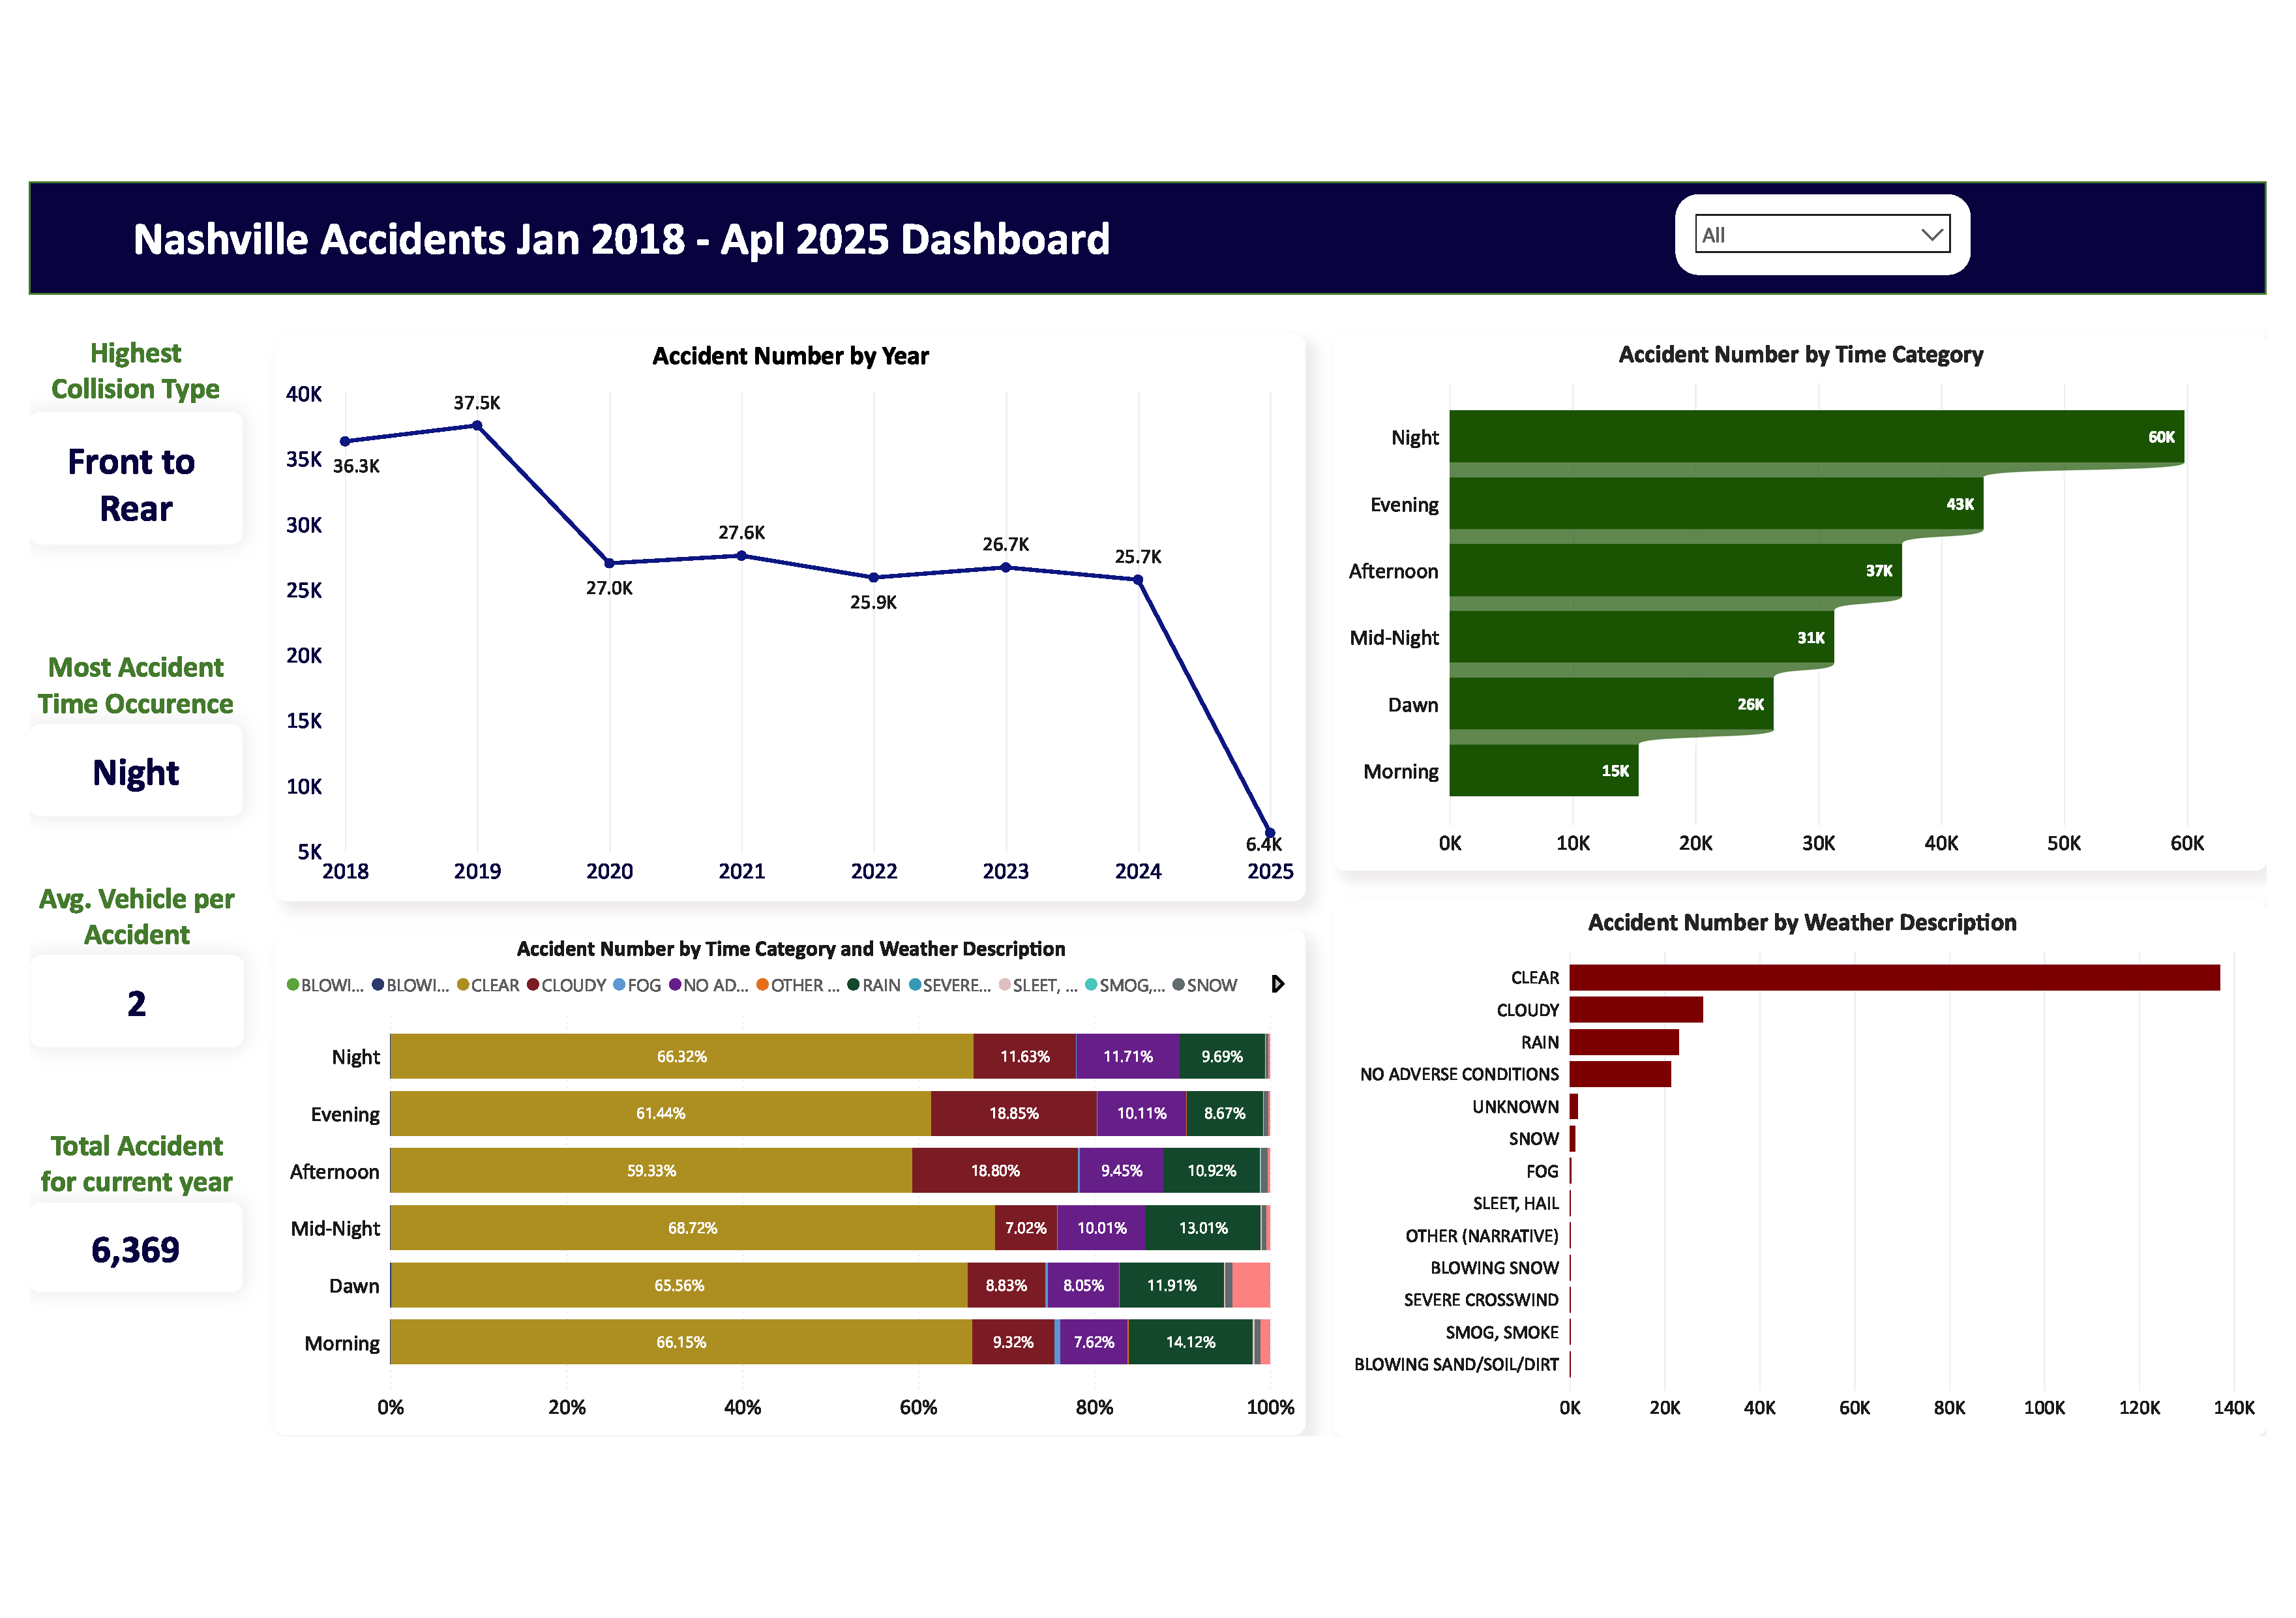 Nashville Accidents Jan 2018 - Apl 2025 Dashboard
All
Highest
Collision Type
Front to
Rear
Most Accident
Time Occurence
Night
Avg. Vehicle per
Accident
2
Total Accident
for current year
6,369
Accident Number by Year
40K
35K
30K
25K
20K
15K
10K
5K
36.3K
37.5K
27.0K
27.6K
25.9K
26.7K
25.7K
6.4K
2018 2019 2020 2021 2022 2023 2024 2025
Accident Number by Time Category
Night 60K
Evening 43K
Afternoon 37K
Mid-Night 31K
Dawn 26K
Morning 15K
0K 10K 20K 30K 40K 50K 60K
Accident Number by Time Category and Weather Description
BLOWI... BLOWI... CLEAR CLOUDY FOG NO AD... OTHER ... RAIN SEVERE... SLEET, ... SMOG,... SNOW
Night 66.32% 11.63% 11.71% 9.69%
Evening 61.44% 18.85% 10.11% 8.67%
Afternoon 59.33% 18.80% 9.45% 10.92%
Mid-Night 68.72% 7.02% 10.01% 13.01%
Dawn 65.56% 8.83% 8.05% 11.91%
Morning 66.15% 9.32% 7.62% 14.12%
0% 20% 40% 60% 80% 100%
Accident Number by Weather Description
CLEAR
CLOUDY
RAIN
NO ADVERSE CONDITIONS
UNKNOWN
SNOW
FOG
SLEET, HAIL
OTHER (NARRATIVE)
BLOWING SNOW
SEVERE CROSSWIND
SMOG, SMOKE
BLOWING SAND/SOIL/DIRT
0K 20K 40K 60K 80K 100K 120K 140K